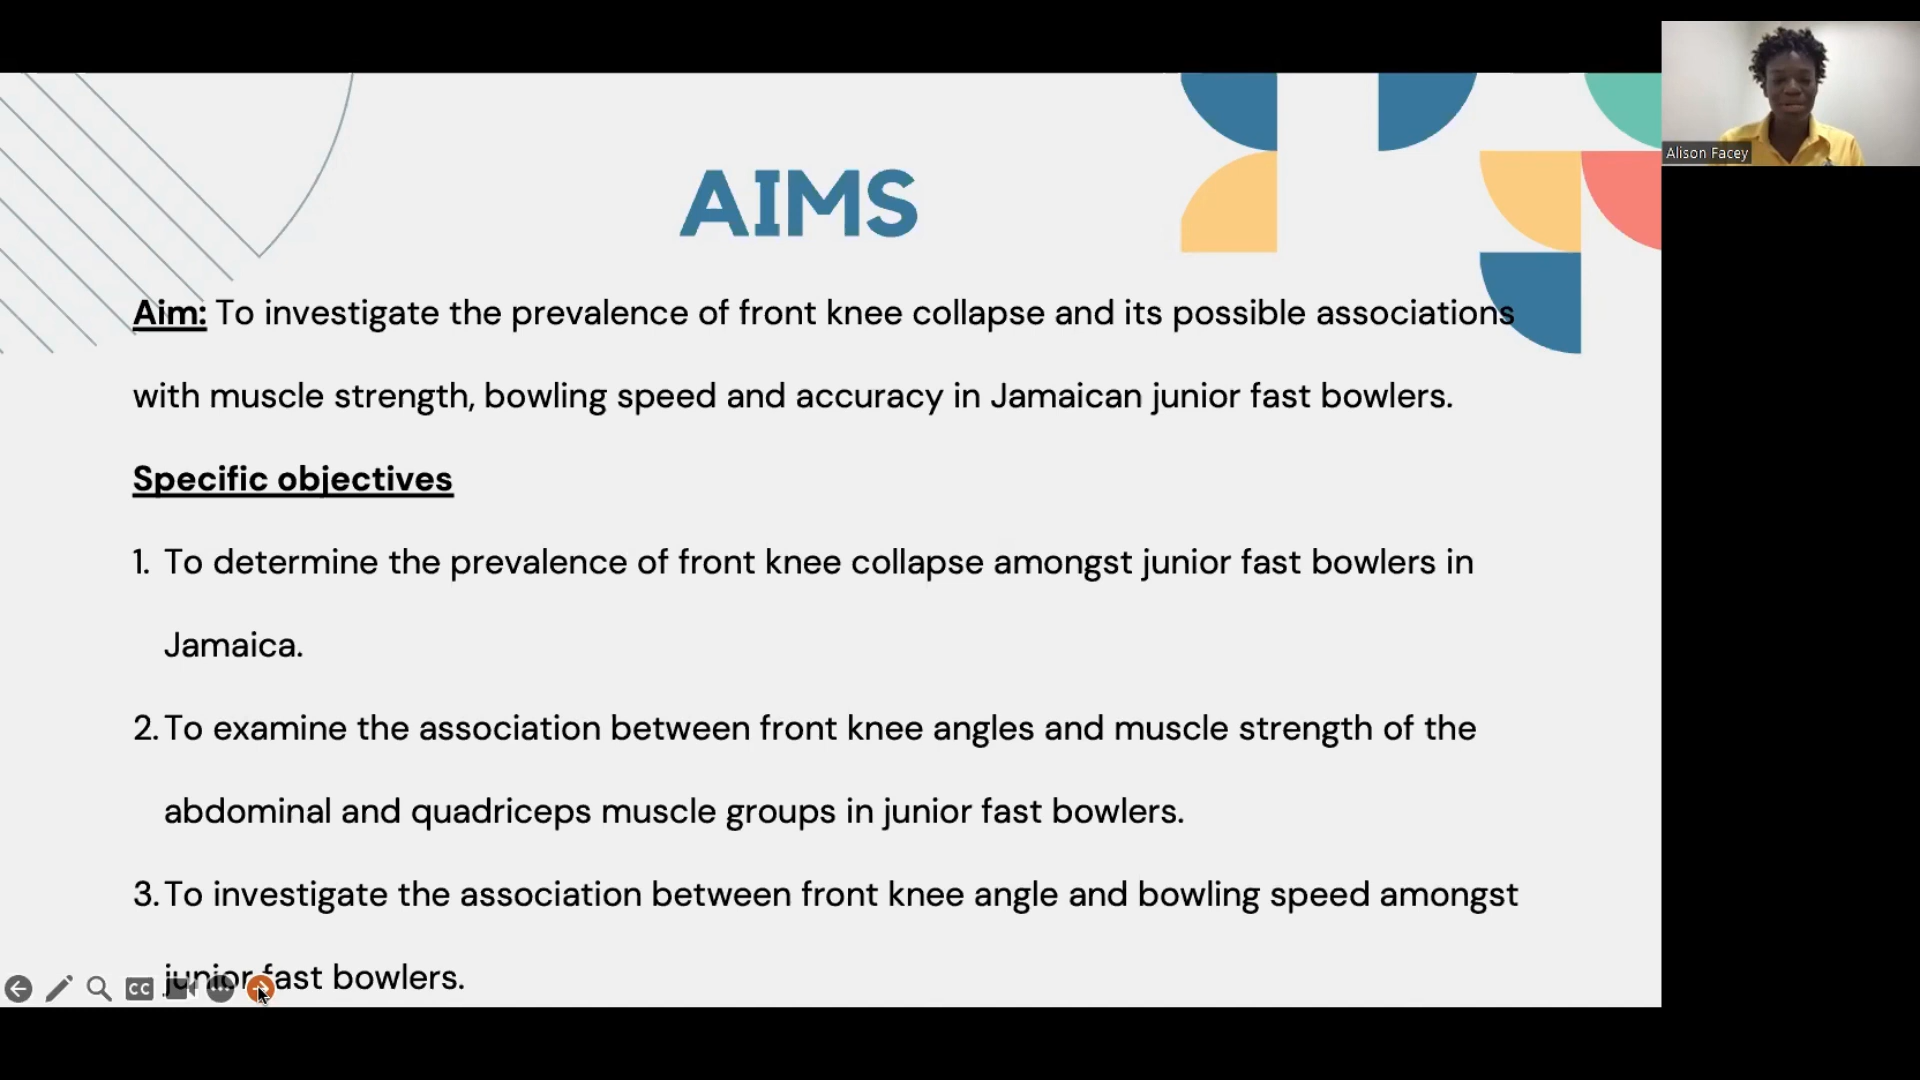 AIMS
Alison Facey
Aim: To investigate the prevalence of front knee collapse and its possible associations
with muscle strength, bowling speed and accuracy in Jamaican junior fast bowlers.
Specific objectives
1. To determine the prevalence of front knee collapse amongst junior fast bowlers in
Jamaica.
2. To examine the association between front knee angles and muscle strength of the
abdominal and quadriceps muscle groups in junior fast bowlers.
3. To investigate the association between front knee angle and bowling speed amongst
junior fast bowlers.
CC